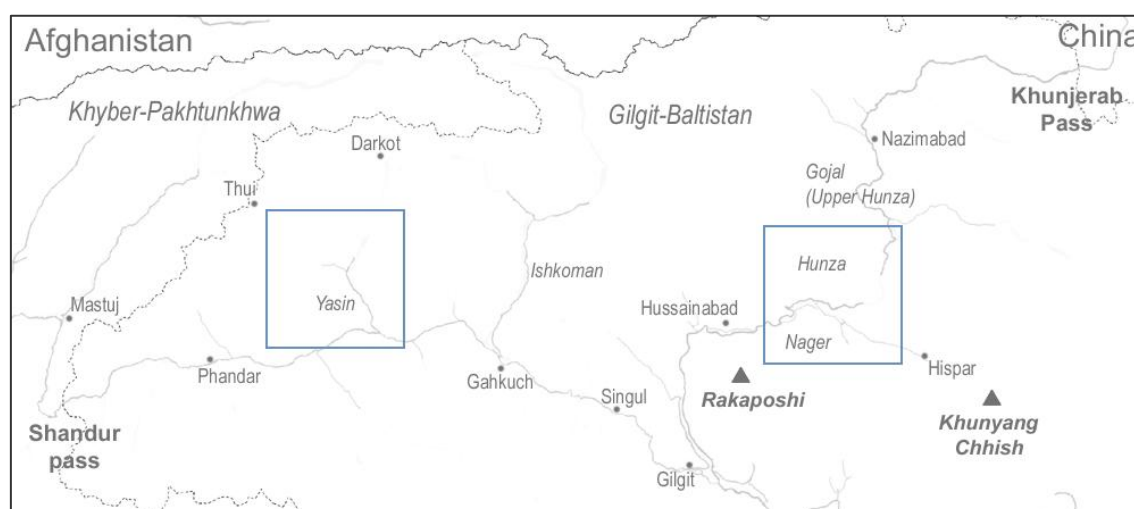 Afghanistan
China
Khyber-Pakhtunkhwa
Gilgit-Baltistan
Khunjerab
Pass
Darkot
Nazimabad
Thui
Gojal
(Upper Hunza)
Ishkoman
Hunza
Yasin
Mastuj
Hussainabad
Nager
Phandar
Gahkuch
Hispar
Singul
Rakaposhi
Khunyang
Chhish
Shandur
pass
Gilgit